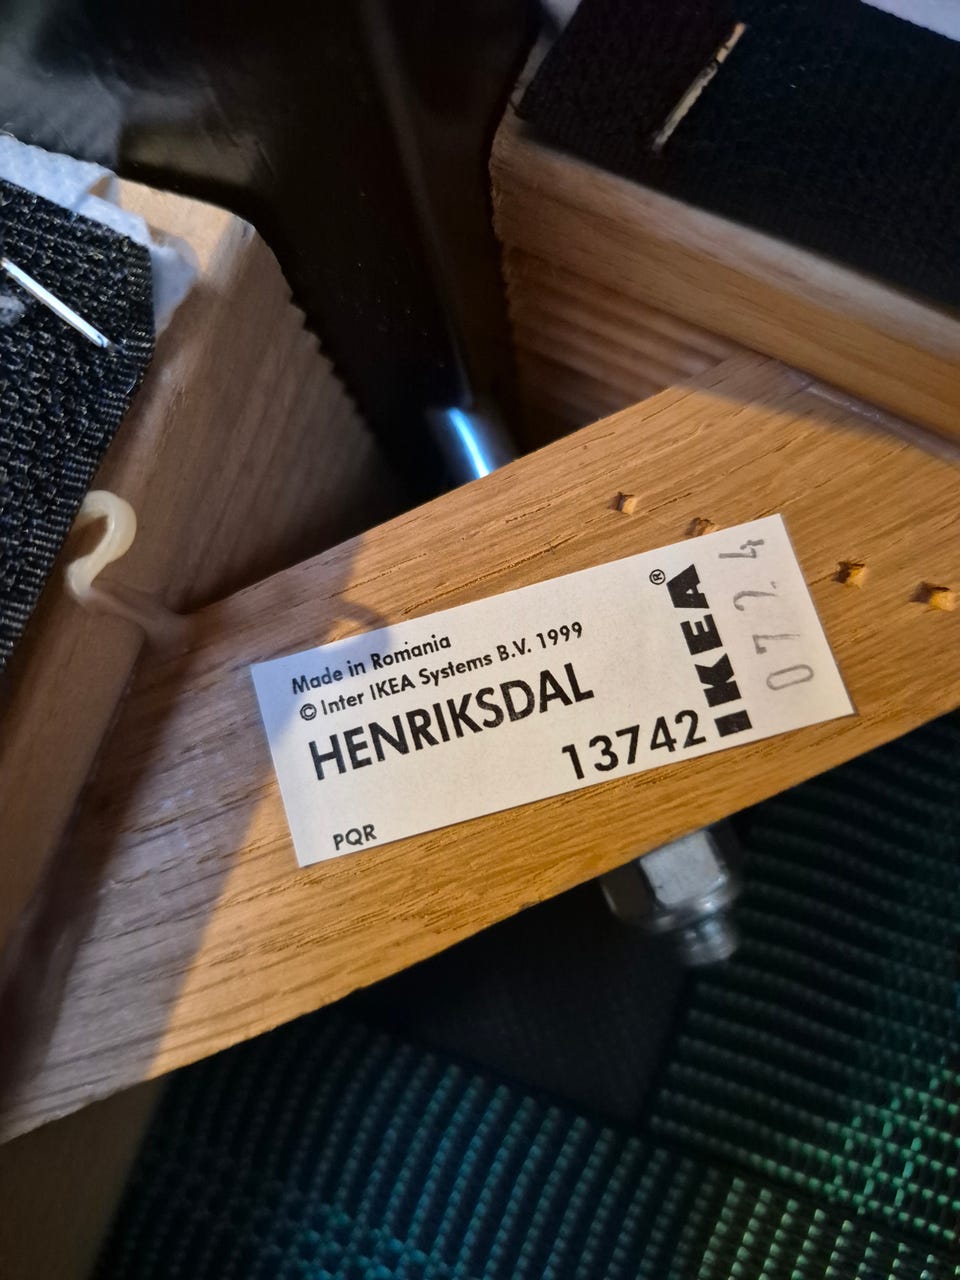 Made in Romania
© Inter IKEA Systems B.V. 1999
HENRIKSDAL
13742
PQR
IKEA®
0724